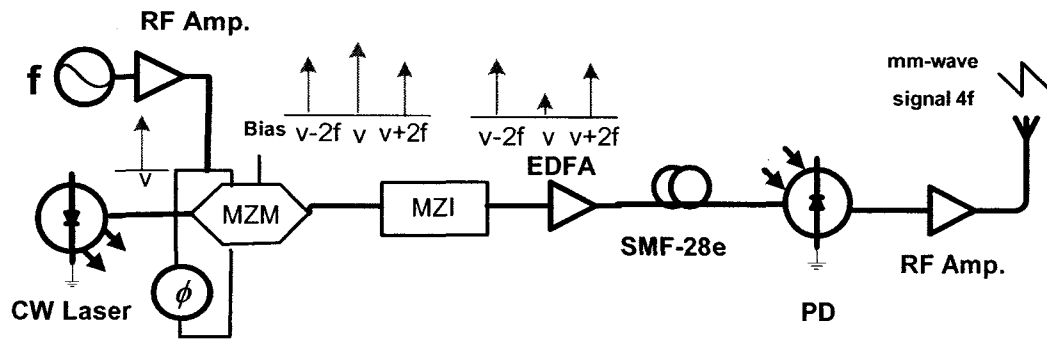 RF Amp.
f
mm-wave
signal 4f
Bias
v-2f v v+2f
v-2f v v+2f
v
EDFA
MZM
MZI
SMF-28e
RF Amp.
ϕ
CW Laser
PD